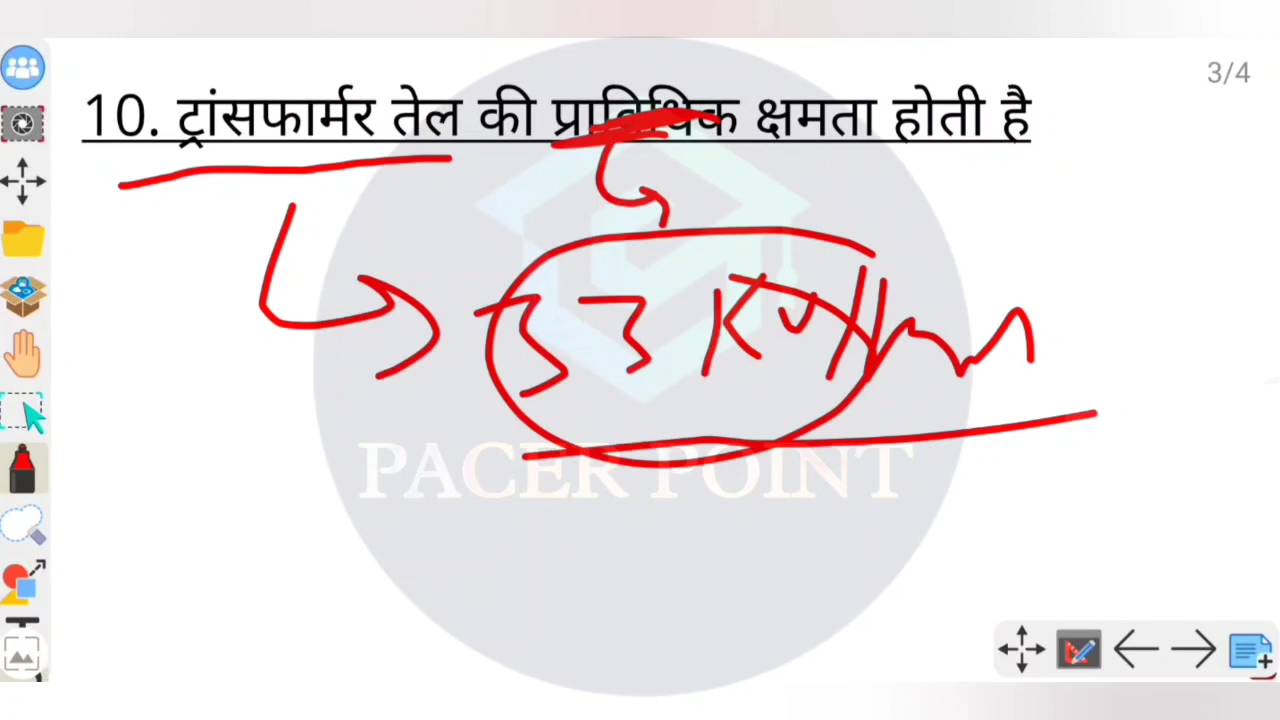 3/4
10. ट्रांसफार्मर तेल की प्राविधिक क्षमता होती है
33 KV/mm
PACER POINT